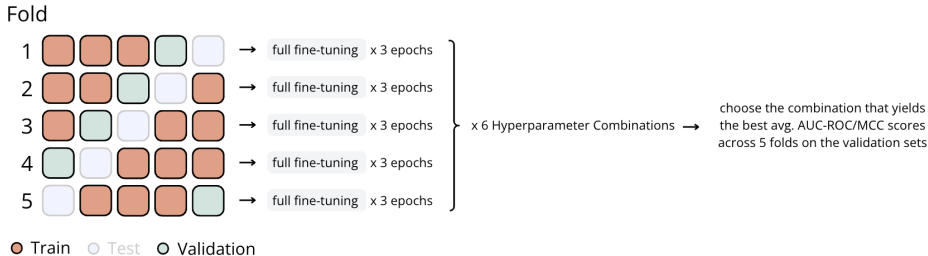 Fold
1 → full fine-tuning x 3 epochs
2 → full fine-tuning x 3 epochs
3 → full fine-tuning x 3 epochs
4 → full fine-tuning x 3 epochs
5 → full fine-tuning x 3 epochs
x 6 Hyperparameter Combinations →
choose the combination that yields
the best avg. AUC-ROC/MCC scores
across 5 folds on the validation sets
Train Test Validation